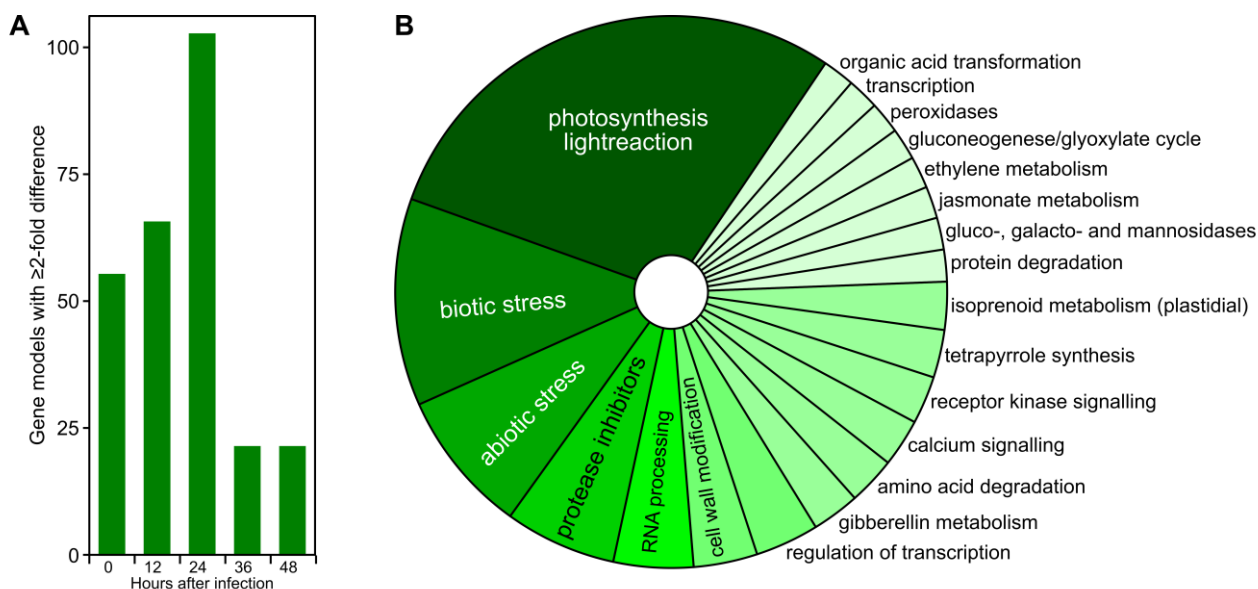 A
Gene models with ≥2-fold difference
100
75
50
25
0
0 12 24 36 48
Hours after infection
B
photosynthesis
lightreaction
biotic stress
abiotic stress
protease inhibitors
RNA processing
cell wall modification
organic acid transformation
transcription
peroxidases
gluconeogenese/glyoxylate cycle
ethylene metabolism
jasmonate metabolism
gluco-, galacto- and mannosidases
protein degradation
isoprenoid metabolism (plastidial)
tetrapyrrole synthesis
receptor kinase signalling
calcium signalling
amino acid degradation
gibberellin metabolism
regulation of transcription